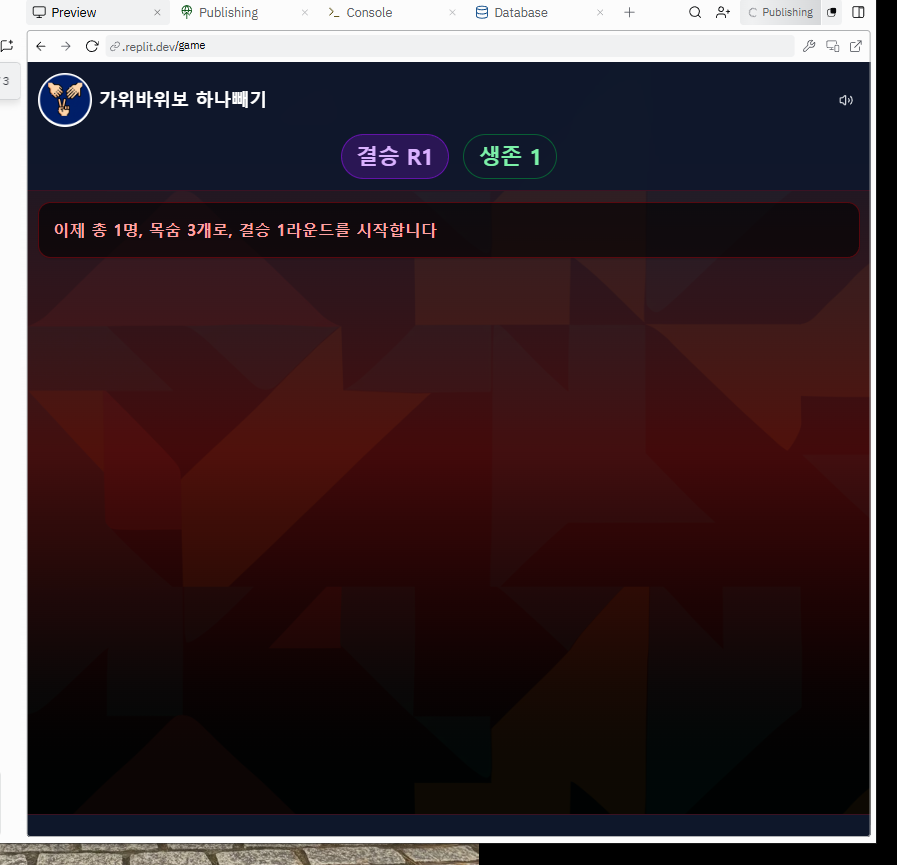 Preview × Publishing × Console × Database × Publishing
.replit.dev/game
3
가위바위보 하나빼기
결승 R1 생존 1
이제 총 1명, 목숨 3개로, 결승 1라운드를 시작합니다